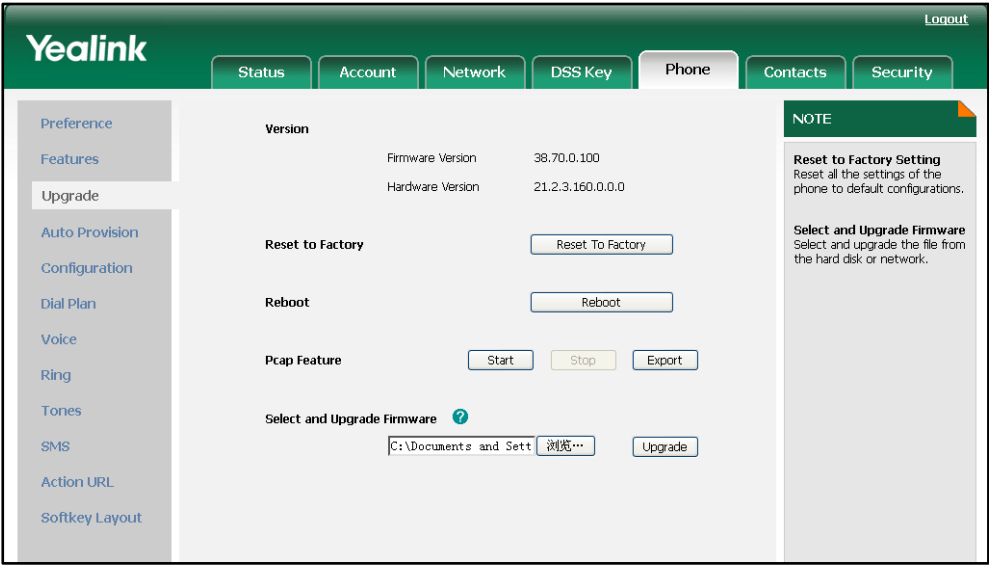 Logout
Yealink
Status Account Network DSS Key Phone Contacts Security
Preference
Features
Upgrade
Auto Provision
Configuration
Dial Plan
Voice
Ring
Tones
SMS
Action URL
Softkey Layout
Version
Firmware Version 38.70.0.100
Hardware Version 21.2.3.160.0.0.0
Reset to Factory Reset To Factory
Reboot Reboot
Pcap Feature Start Stop Export
Select and Upgrade Firmware ?
C:\Documents and Sett 浏览… Upgrade
NOTE
Reset to Factory Setting
Reset all the settings of the
phone to default configurations.
Select and Upgrade Firmware
Select and upgrade the file from
the hard disk or network.